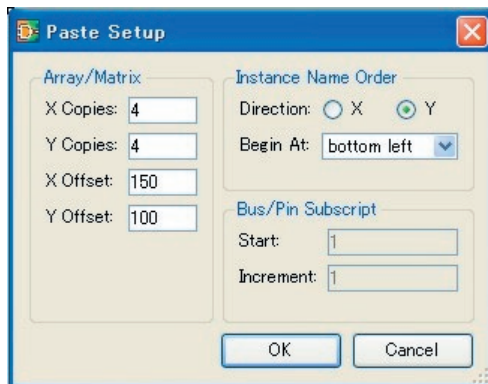 Paste Setup
Array/Matrix
X Copies: 4
Y Copies: 4
X Offset: 150
Y Offset: 100
Instance Name Order
Direction: X Y
Begin At: bottom left
Bus/Pin Subscript
Start: 1
Increment: 1
OK Cancel